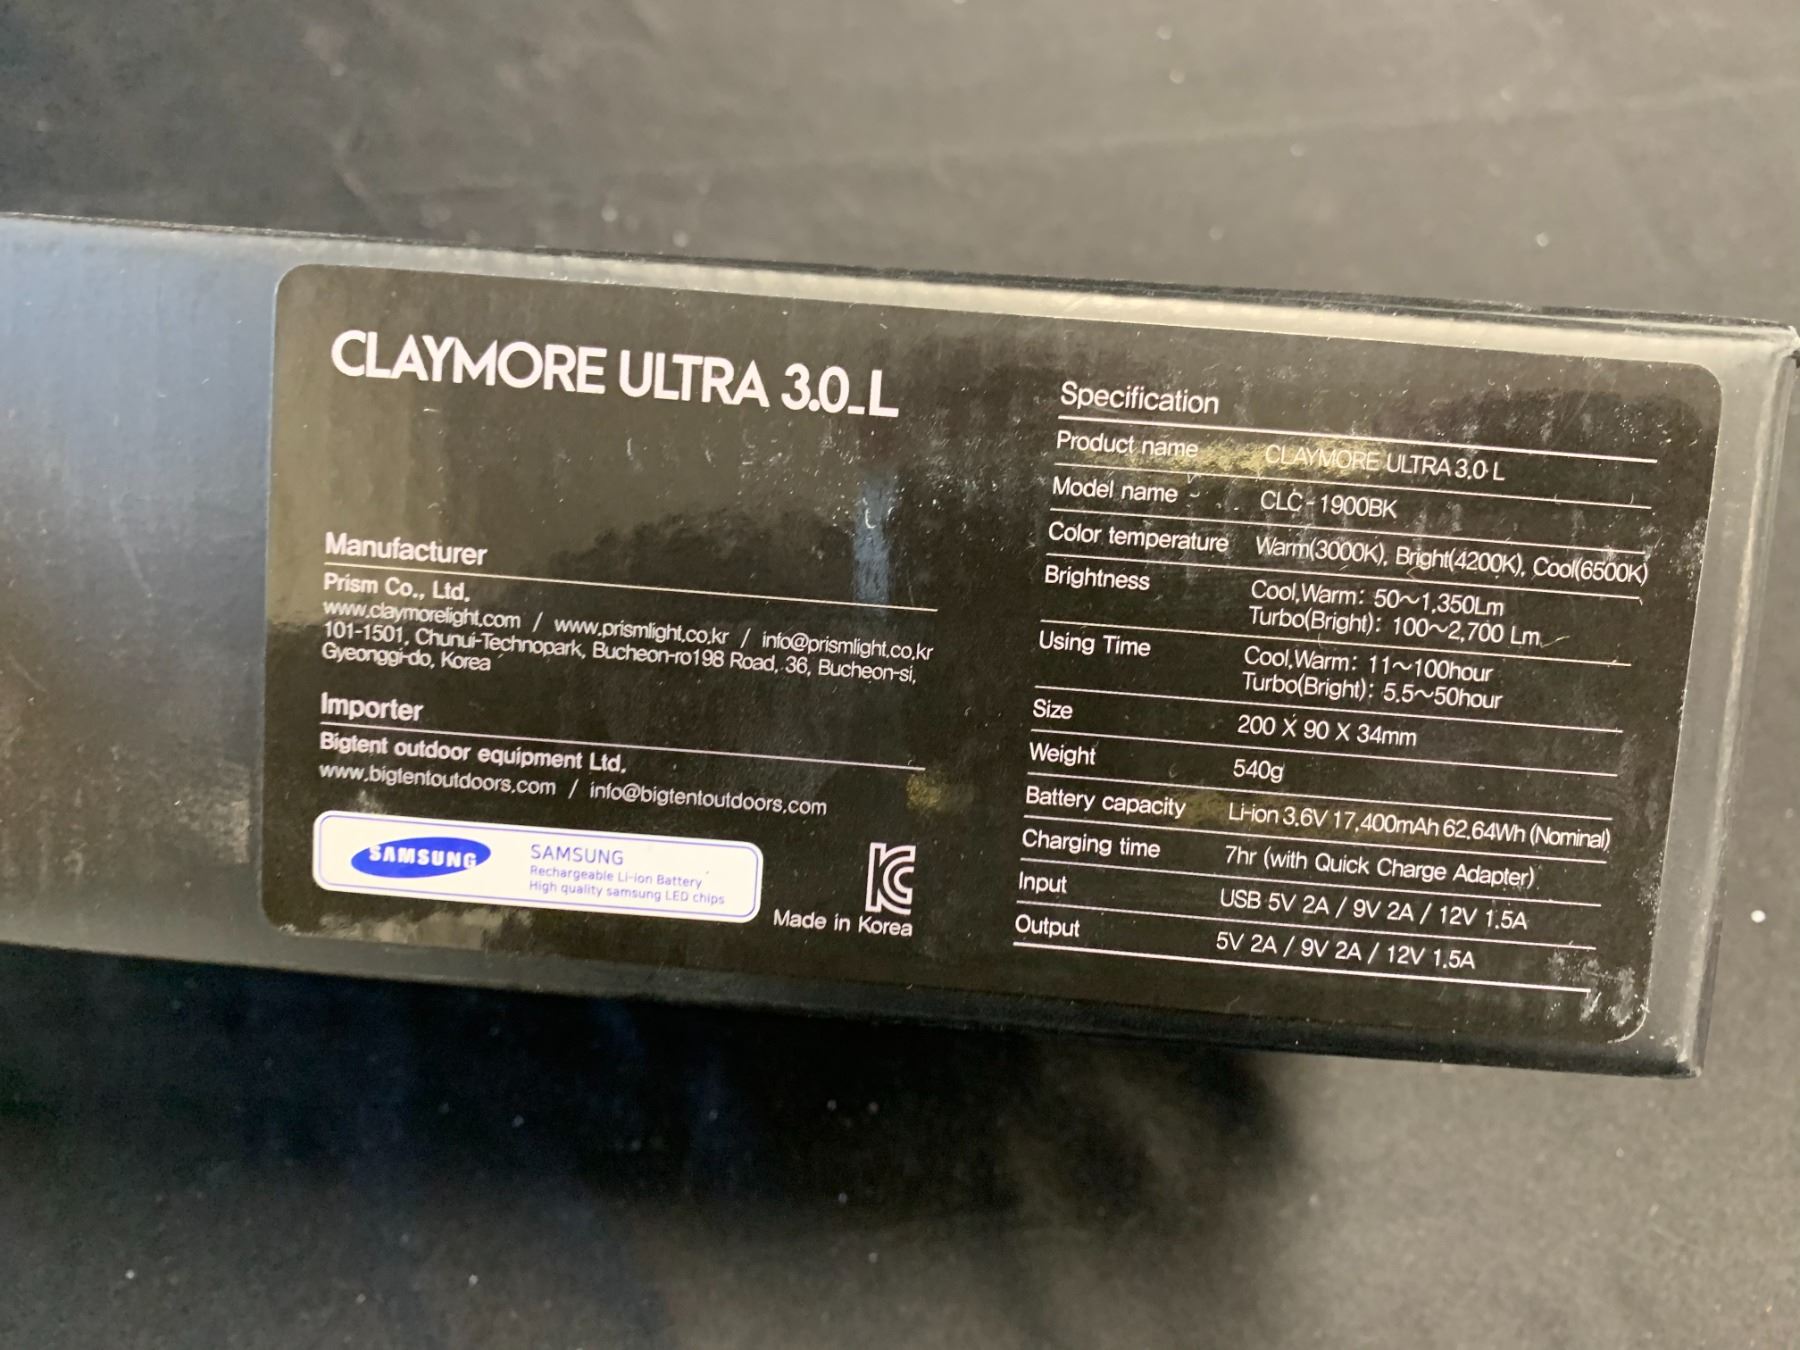 CLAYMORE ULTRA 3.0_L
Manufacturer
Prism Co., Ltd.
www.claymorelight.com / www.prismlight.co.kr / info@prismlight.co.kr
101-1501, Chunui-Technopark, Bucheon-ro198 Road, 36, Bucheon-si,
Gyeonggi-do, Korea
Importer
Bigtent outdoor equipment Ltd.
www.bigtentoutdoors.com / info@bigtentoutdoors.com
SAMSUNG
SAMSUNG
Rechargeable Li-ion Battery
High quality samsung LED chips
Made in Korea
Specification
Product name CLAYMORE ULTRA 3.0 L
Model name CLC-1900BK
Color temperature Warm(3000K), Bright(4200K), Cool(6500K)
Brightness Cool,Warm: 50~1,350Lm
Turbo(Bright): 100~2,700 Lm
Using Time Cool,Warm: 11~100hour
Turbo(Bright): 5.5~50hour
Size 200 X 90 X 34mm
Weight 540g
Battery capacity Li-ion 3.6V 17,400mAh 62.64Wh (Nominal)
Charging time 7hr (with Quick Charge Adapter)
Input USB 5V 2A / 9V 2A / 12V 1.5A
Output 5V 2A / 9V 2A / 12V 1.5A